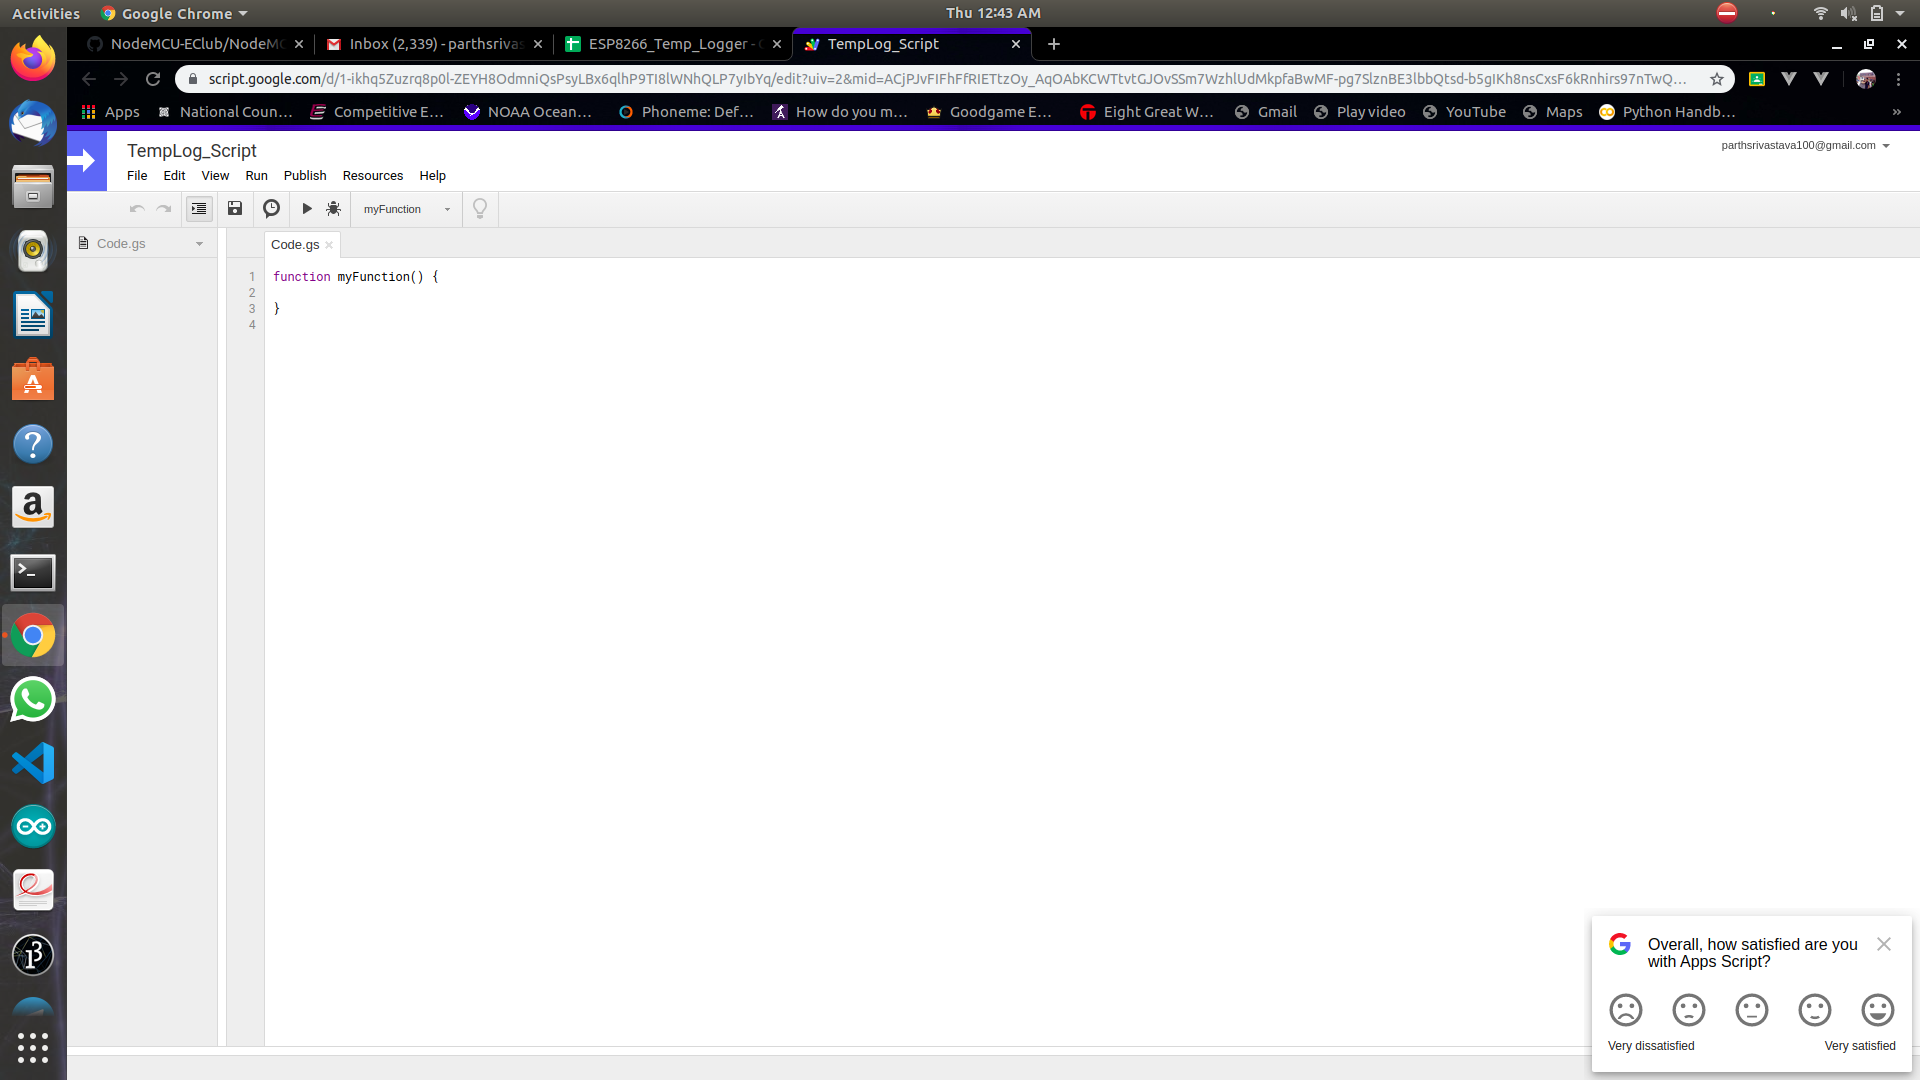 Activities Google Chrome Thu 12:43 AM
NodeMCU-EClub/NodeMC Inbox (2,339) - parthsrivas ESP8266_Temp_Logger - G TempLog_Script
script.google.com/d/1-ikhq5Zuzrq8p0l-ZEYH8OdmniQsPsyLBx6qlhP9TI8lWNhQLP7yIbYq/edit?uiv=2&mid=ACjPJvFIFhFfRIETtzOy_AqOAbKCWTtvtGJOvSSm7WzhlUdMkpfaBwMF-pg7SlznBE3lbbQtsd-b5gIKh8nsCxsF6kRnhirs97nTwQ...
Apps National Coun... Competitive E... NOAA Ocean... Phoneme: Def... How do you m... Goodgame E... Eight Great W... Gmail Play video YouTube Maps Python Handb... »
TempLog_Script
parthsrivastava100@gmail.com
File Edit View Run Publish Resources Help
myFunction
Code.gs
Code.gs
1 function myFunction() {
2
3 }
4
Overall, how satisfied are you
with Apps Script?
Very dissatisfied Very satisfied